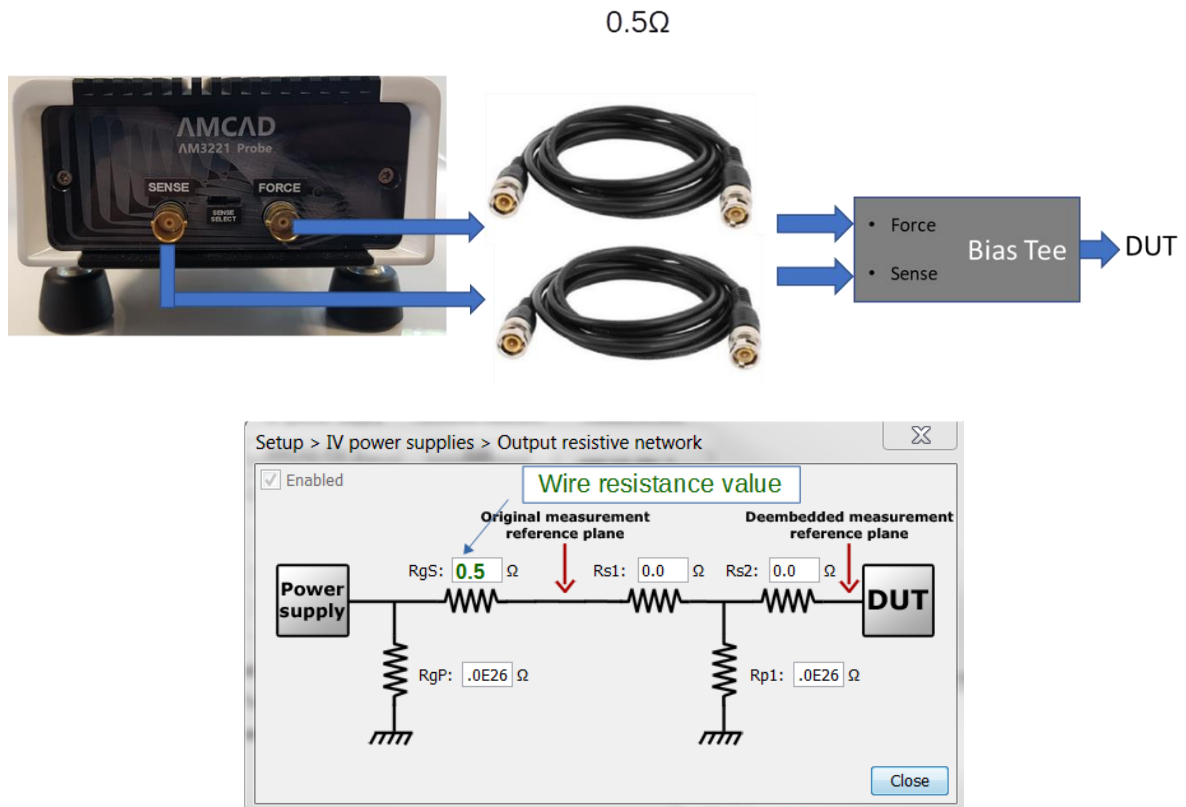 0.5Ω
AMCAD
AM3221 Probe
SENSE
SENSE
SELECT
FORCE
• Force
• Sense
Bias Tee
DUT
Setup > IV power supplies > Output resistive network
Enabled
Wire resistance value
Original measurement
reference plane
Deembedded measurement
reference plane
RgS: 0.5 Ω
Rs1: 0.0 Ω
Rs2: 0.0 Ω
Power
supply
DUT
RgP: .0E26 Ω
Rp1: .0E26 Ω
Close